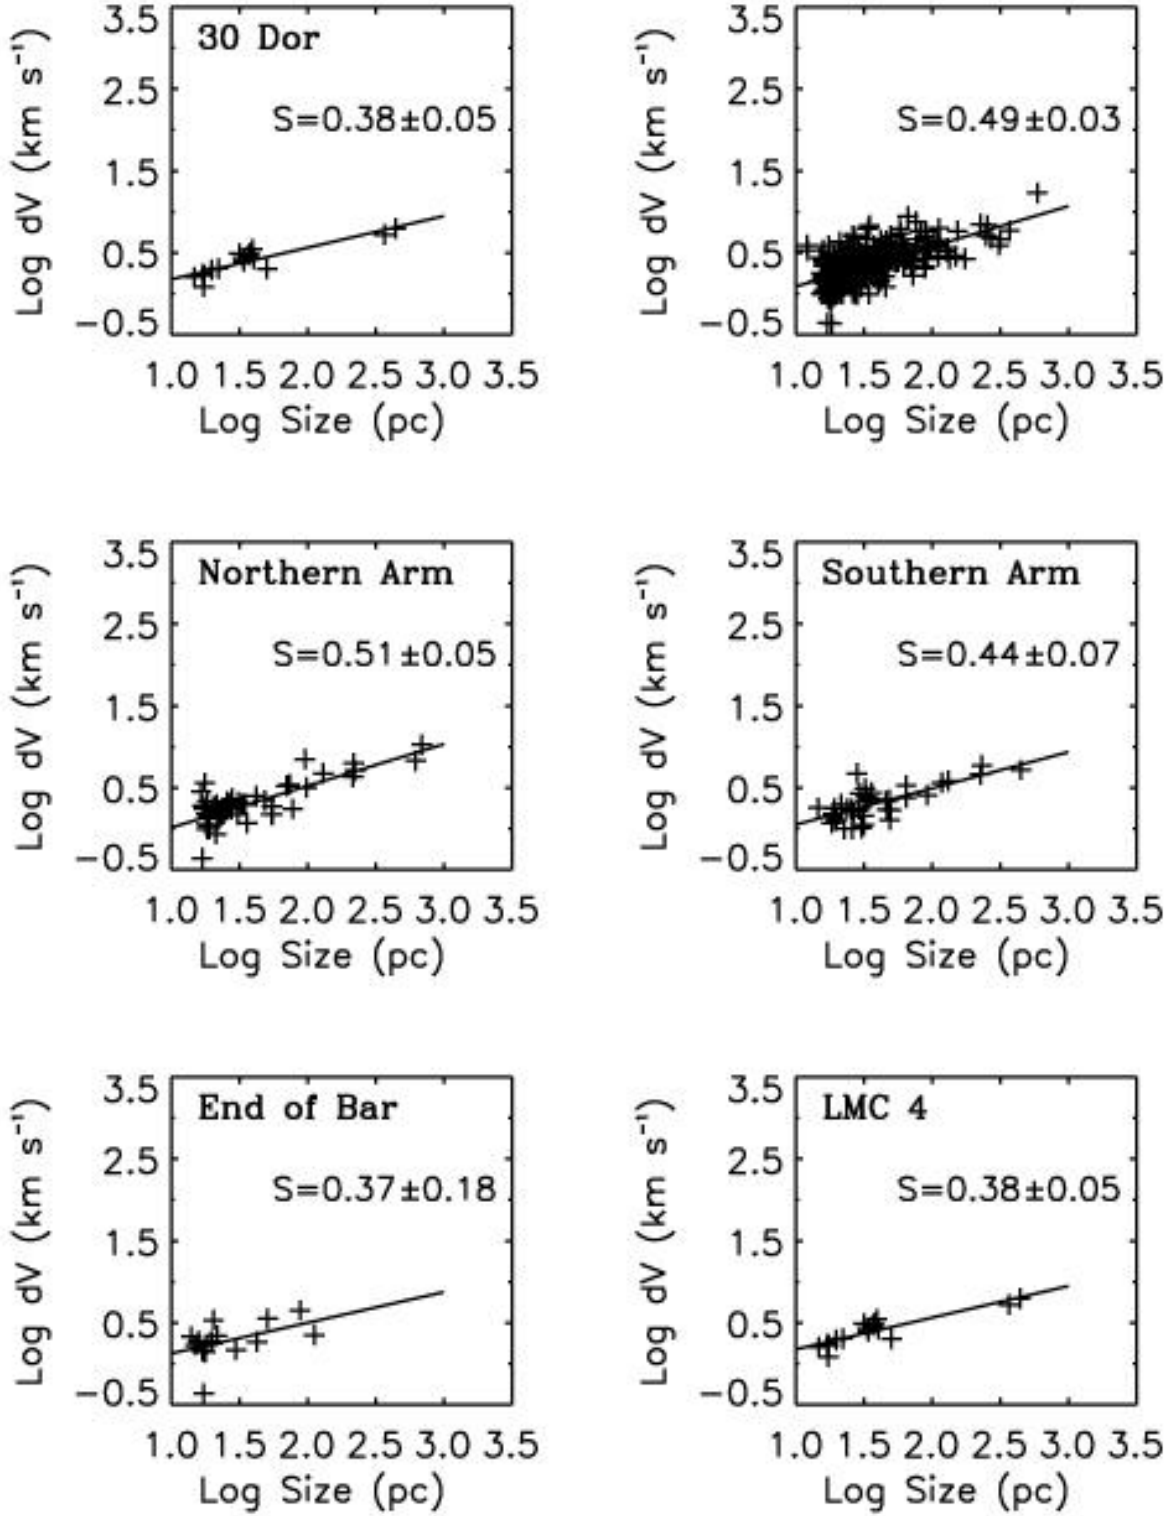 3.5
30 Dor
2.5
S=0.38±0.05
1.5
0.5
−0.5
Log dV (km s⁻¹)
1.0 1.5 2.0 2.5 3.0 3.5
Log Size (pc)
3.5
2.5
S=0.49±0.03
1.5
0.5
−0.5
Log dV (km s⁻¹)
1.0 1.5 2.0 2.5 3.0 3.5
Log Size (pc)
3.5
Northern Arm
2.5
S=0.51±0.05
1.5
0.5
−0.5
Log dV (km s⁻¹)
1.0 1.5 2.0 2.5 3.0 3.5
Log Size (pc)
3.5
Southern Arm
2.5
S=0.44±0.07
1.5
0.5
−0.5
Log dV (km s⁻¹)
1.0 1.5 2.0 2.5 3.0 3.5
Log Size (pc)
3.5
End of Bar
2.5
S=0.37±0.18
1.5
0.5
−0.5
Log dV (km s⁻¹)
1.0 1.5 2.0 2.5 3.0 3.5
Log Size (pc)
3.5
LMC 4
2.5
S=0.38±0.05
1.5
0.5
−0.5
Log dV (km s⁻¹)
1.0 1.5 2.0 2.5 3.0 3.5
Log Size (pc)